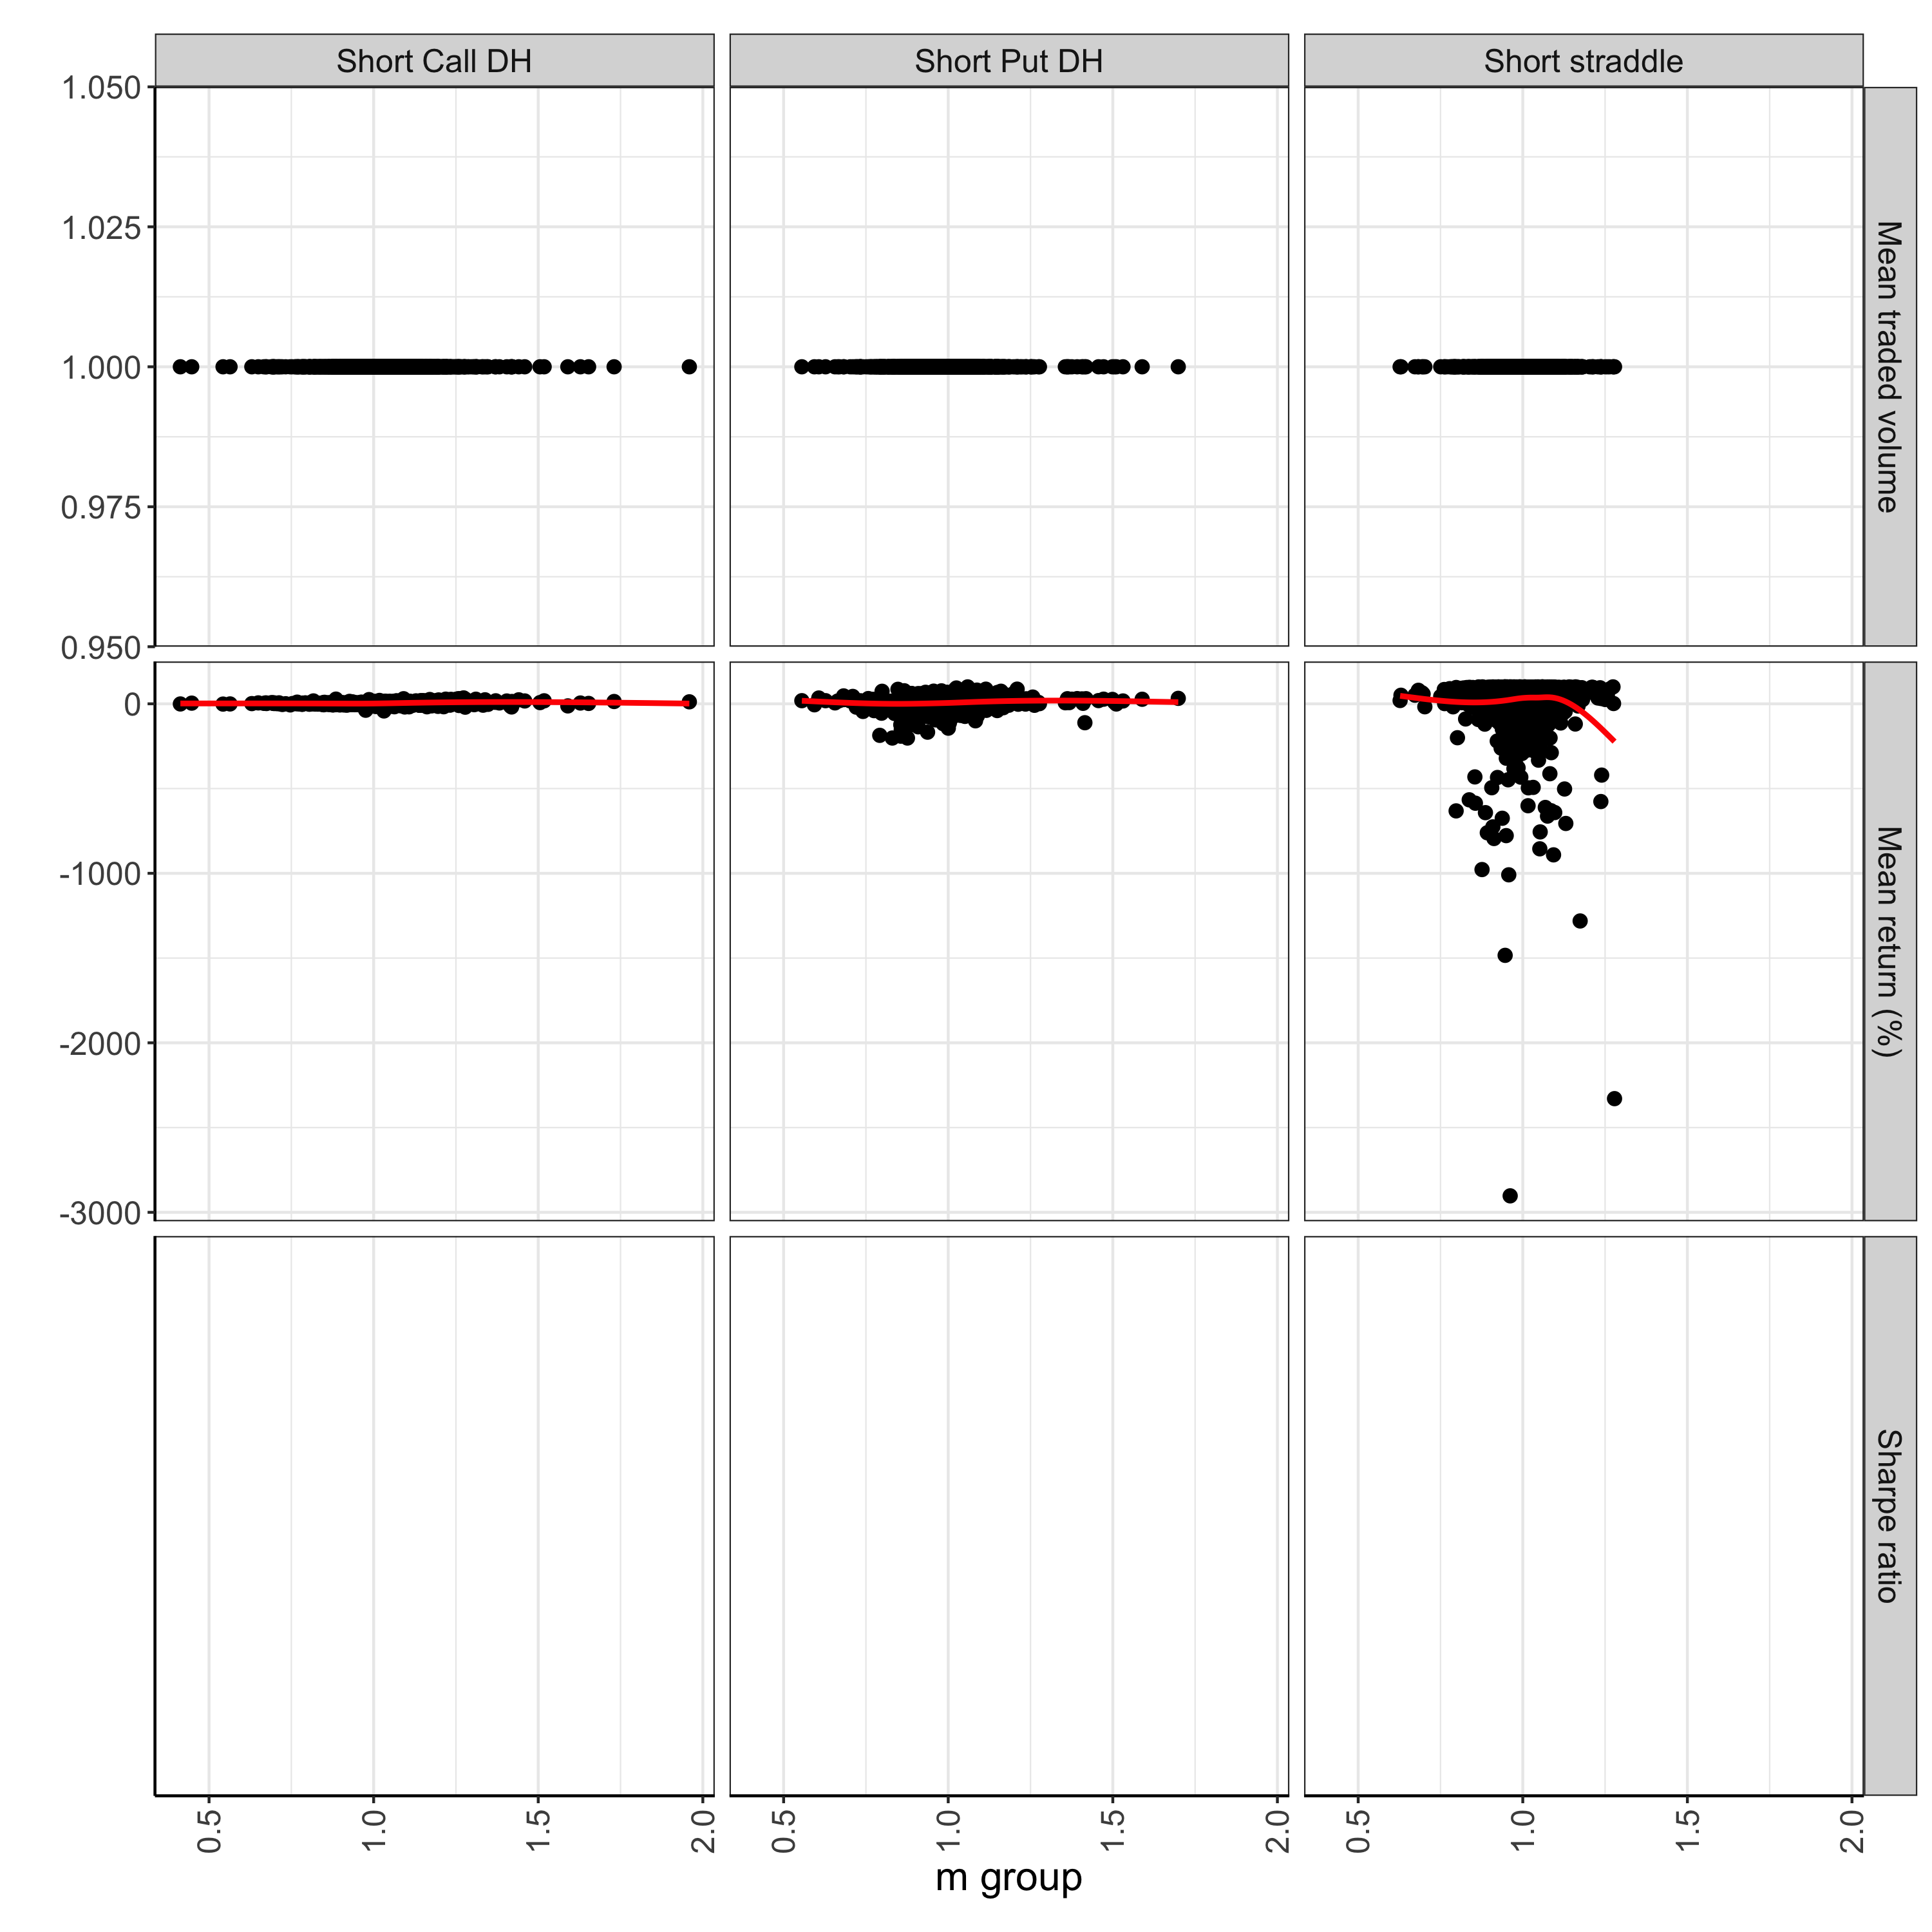 Short Call DH
Short Put DH
Short straddle
1.050
1.025
1.000
0.975
0.950
Mean traded volume
0
-1000
-2000
-3000
Mean return (%)
Sharpe ratio
0.5 1.0 1.5 2.0
0.5 1.0 1.5 2.0
0.5 1.0 1.5 2.0
m group